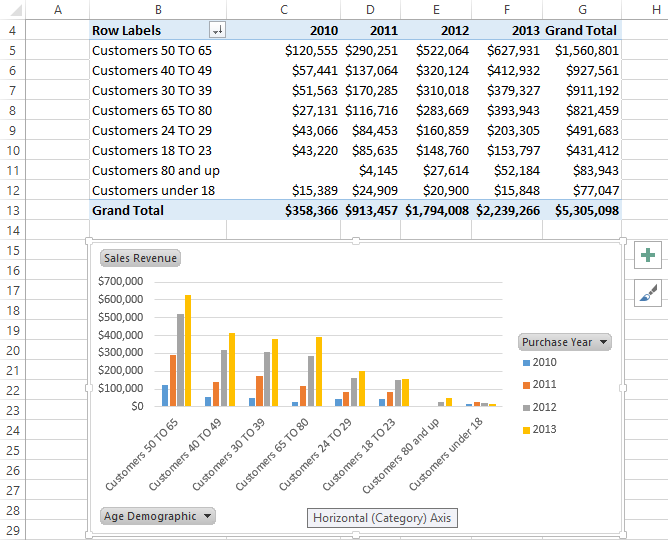 A B C D E F G H
4 Row Labels 2010 2011 2012 2013 Grand Total
5 Customers 50 TO 65 $120,555 $290,251 $522,064 $627,931 $1,560,801
6 Customers 40 TO 49 $57,441 $137,064 $320,124 $412,932 $927,561
7 Customers 30 TO 39 $51,563 $170,285 $310,018 $379,327 $911,192
8 Customers 65 TO 80 $27,131 $116,716 $283,669 $393,943 $821,459
9 Customers 24 TO 29 $43,066 $84,453 $160,859 $203,305 $491,683
10 Customers 18 TO 23 $43,220 $85,635 $148,760 $153,797 $431,412
11 Customers 80 and up $4,145 $27,614 $52,184 $83,943
12 Customers under 18 $15,389 $24,909 $20,900 $15,848 $77,047
13 Grand Total $358,366 $913,457 $1,794,008 $2,239,266 $5,305,098
14
15
16
17
18
19
20
21
22
23
24
25
26
27
28
29
Sales Revenue
$700,000
$600,000
$500,000
$400,000
$300,000
$200,000
$100,000
$0
Customers 50 TO 65
Customers 40 TO 49
Customers 30 TO 39
Customers 65 TO 80
Customers 24 TO 29
Customers 18 TO 23
Customers 80 and up
Customers under 18
Purchase Year
2010
2011
2012
2013
Age Demographic
Horizontal (Category) Axis